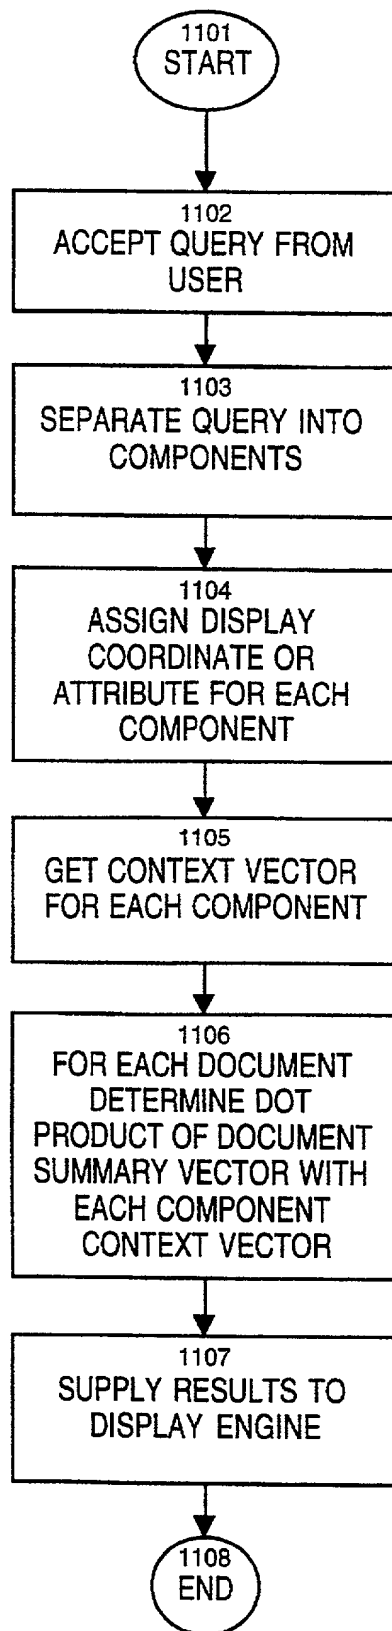 1101
START
1102
ACCEPT QUERY FROM
USER
1103
SEPARATE QUERY INTO
COMPONENTS
1104
ASSIGN DISPLAY
COORDINATE OR
ATTRIBUTE FOR EACH
COMPONENT
1105
GET CONTEXT VECTOR
FOR EACH COMPONENT
1106
FOR EACH DOCUMENT
DETERMINE DOT
PRODUCT OF DOCUMENT
SUMMARY VECTOR WITH
EACH COMPONENT
CONTEXT VECTOR
1107
SUPPLY RESULTS TO
DISPLAY ENGINE
1108
END